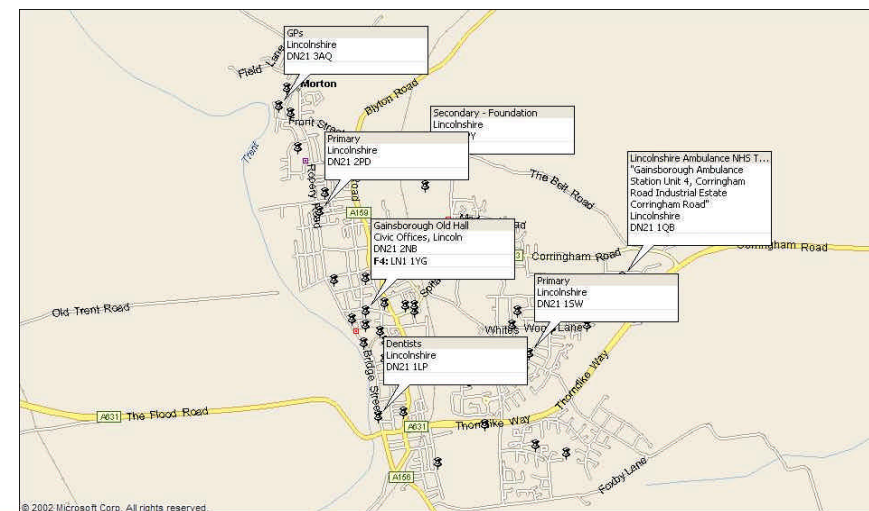 GPs
Lincolnshire
DN21 3AQ
Field Lane
Morton
Blyton Road
Front Street
Secondary - Foundation
Lincolnshire
PY
Trent
Primary
Lincolnshire
DN21 2PD
The Belt Road
Lincolnshire Ambulance NHS T...
"Gainsborough Ambulance
Station Unit 4, Corringham
Road Industrial Estate
Corringham Road"
Lincolnshire
DN21 1QB
Ropery Road
Road
A159
Gainsborough Old Hall
Civic Offices, Lincoln
DN21 2NB
F4: LN1 1YG
Corringham Road
Corringham Road
Primary
Lincolnshire
DN21 1SW
Old Trent Road
Whites Wood Lane
Dentists
Lincolnshire
DN21 1LP
Bridge Street
Thorndike Way
A631
The Flood Road
A631
Thorndike Way
Foxby Lane
A156
© 2002 Microsoft Corp. All rights reserved.